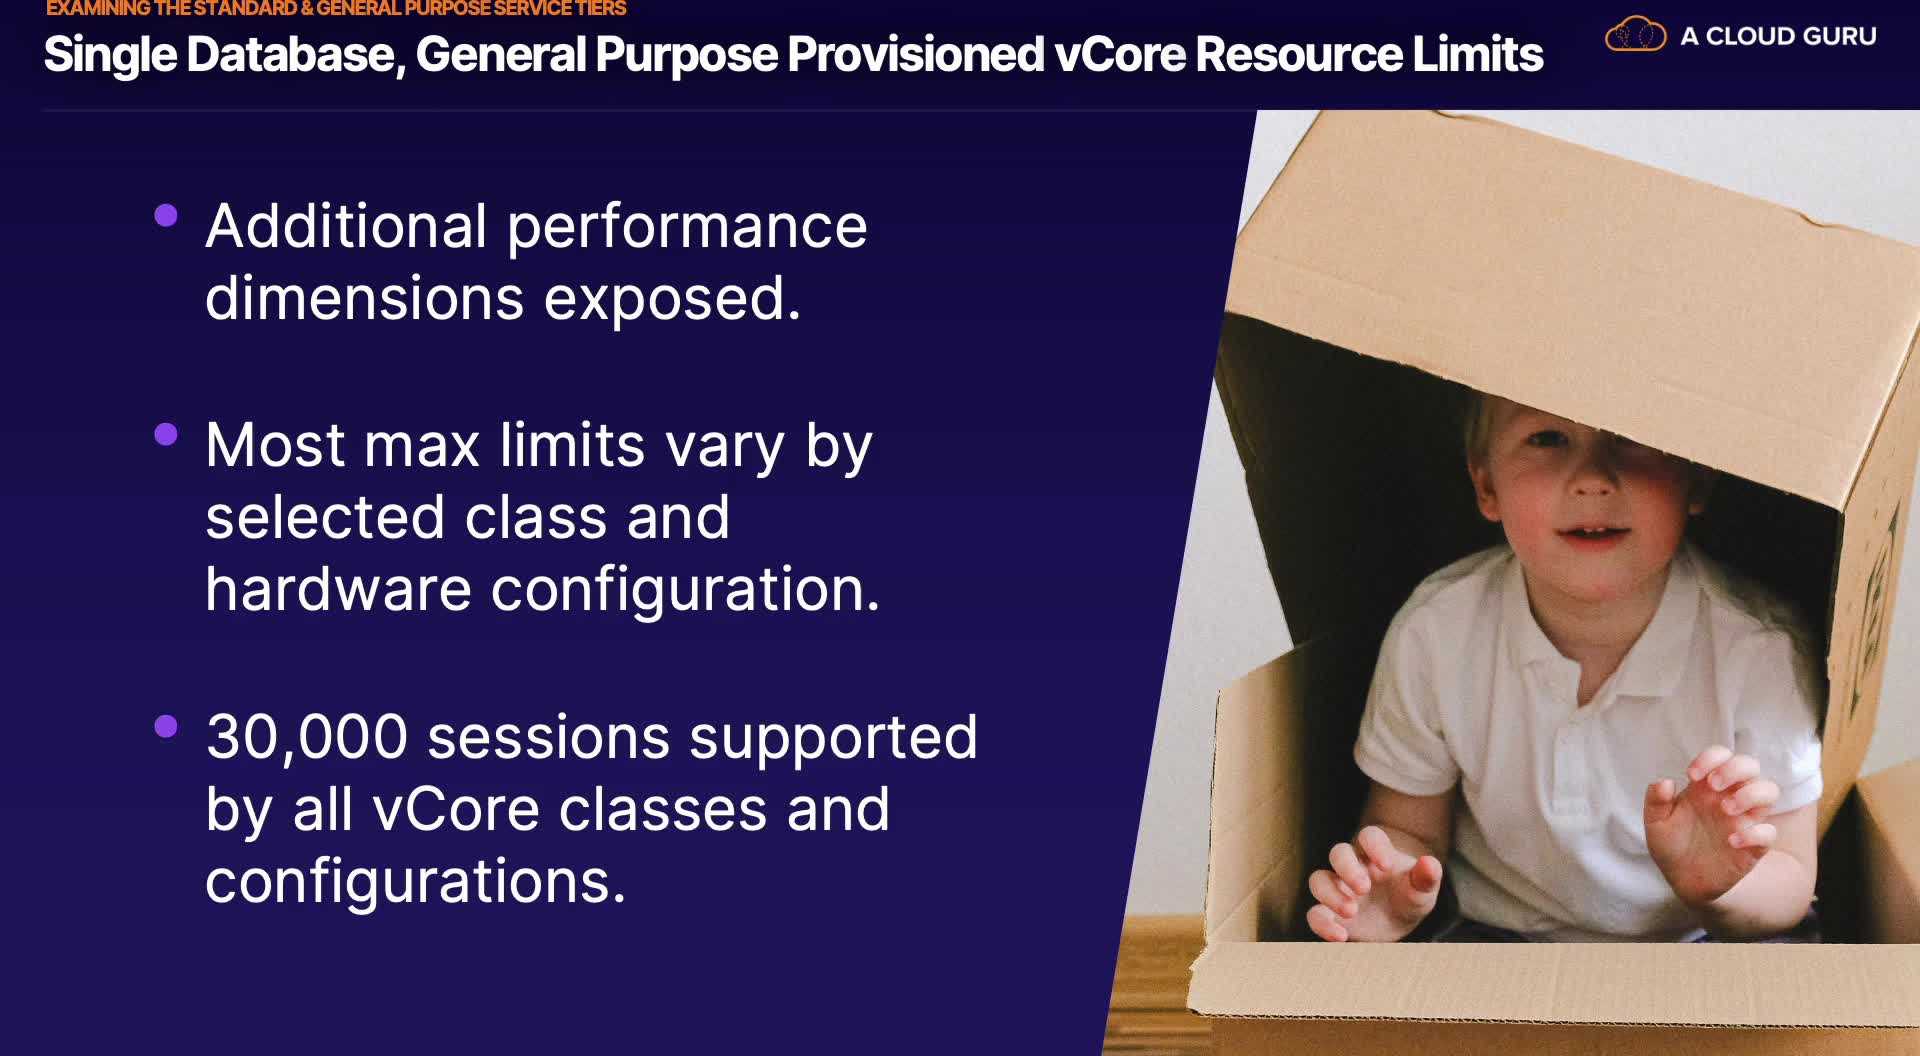 EXAMINING THE STANDARD & GENERAL PURPOSE SERVICE TIERS
Single Database, General Purpose Provisioned vCore Resource Limits
A CLOUD GURU
• Additional performance
dimensions exposed.
• Most max limits vary by
selected class and
hardware configuration.
• 30,000 sessions supported
by all vCore classes and
configurations.